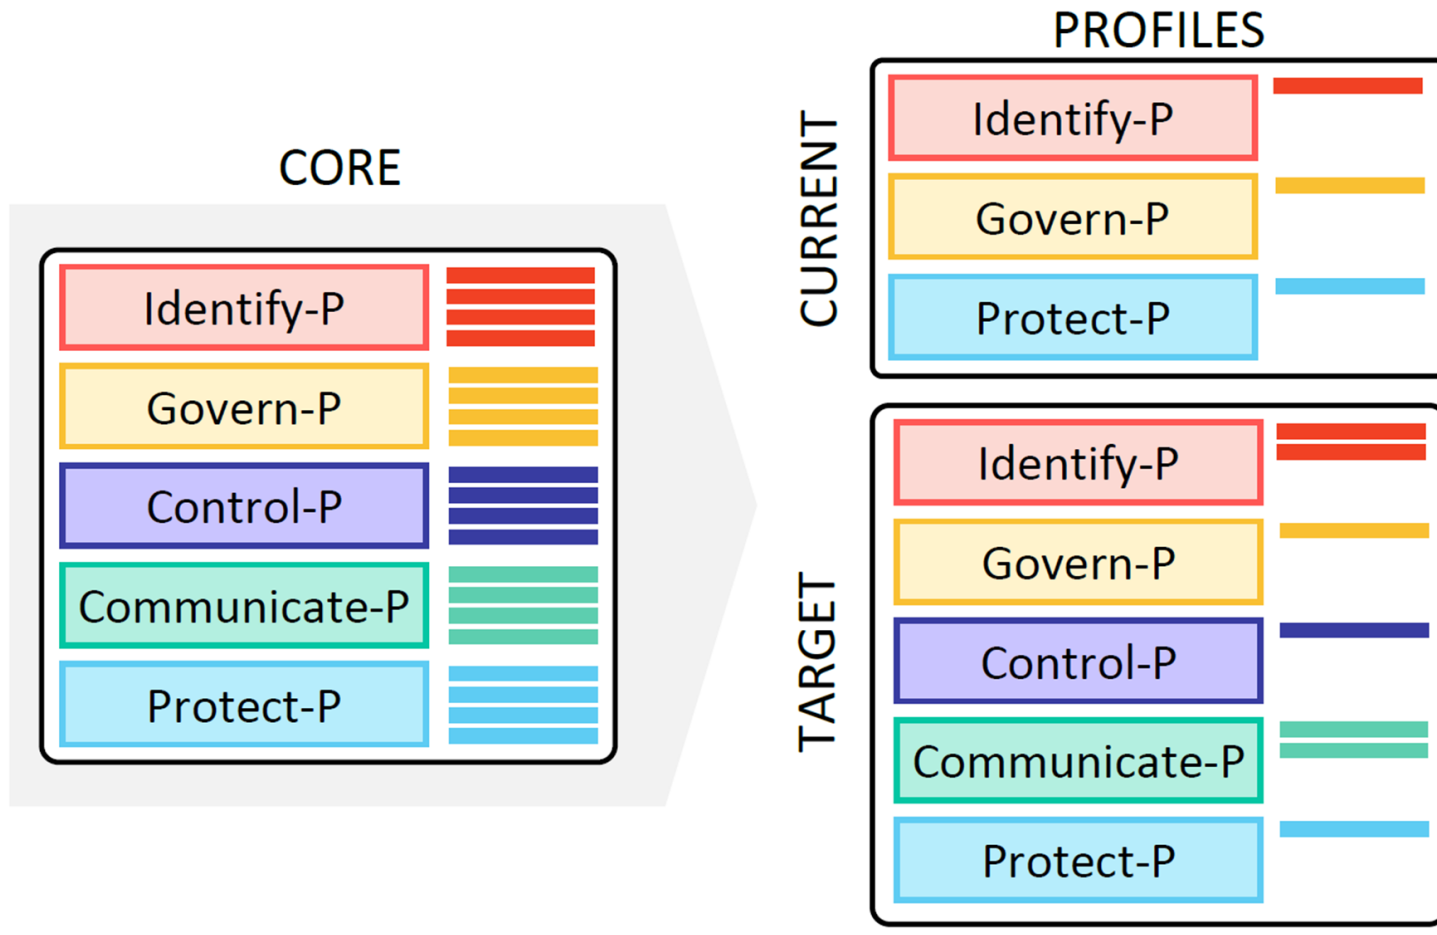 CORE
Identify-P
Govern-P
Control-P
Communicate-P
Protect-P
PROFILES
CURRENT
Identify-P
Govern-P
Protect-P
TARGET
Identify-P
Govern-P
Control-P
Communicate-P
Protect-P